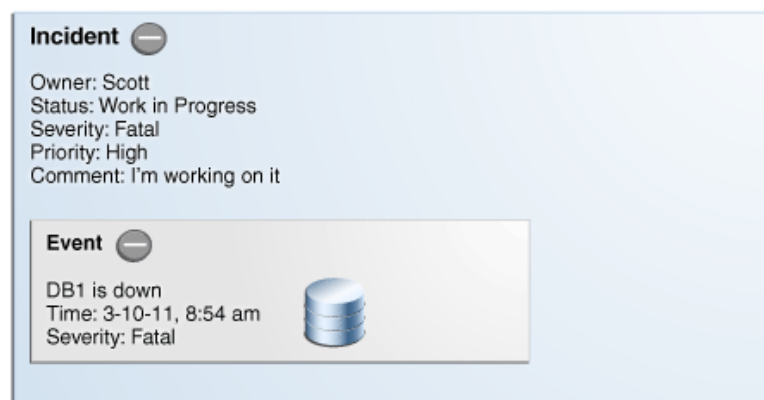 Incident
Owner: Scott
Status: Work in Progress
Severity: Fatal
Priority: High
Comment: I'm working on it
Event
DB1 is down
Time: 3-10-11, 8:54 am
Severity: Fatal